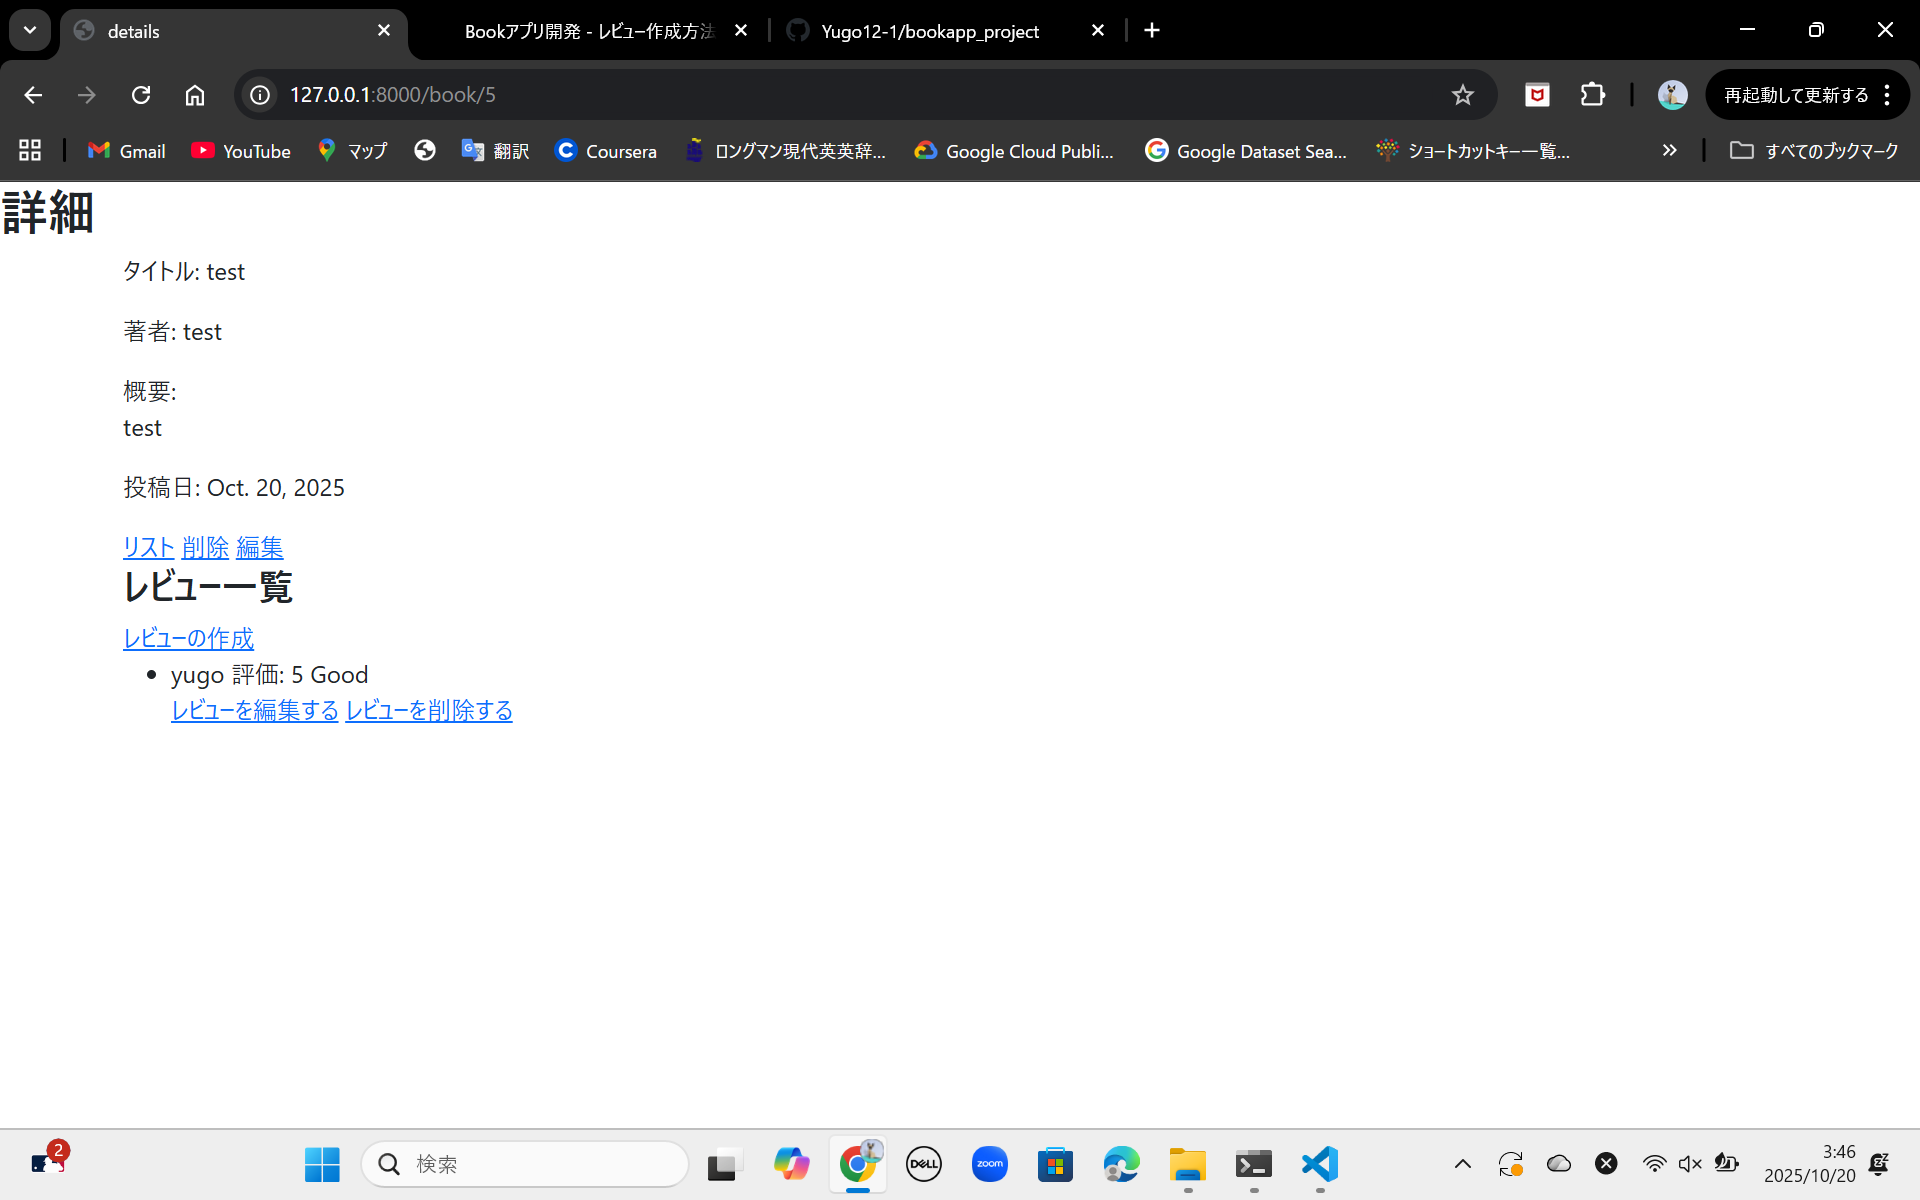 details
Bookアプリ開発 - レビュー作成方法
Yugo12-1/bookapp_project
127.0.0.1:8000/book/5
再起動して更新する
Gmail
YouTube
マップ
翻訳
Coursera
ロングマン現代英英辞...
Google Cloud Publi...
Google Dataset Sea...
ショートカットキー一覧...
すべてのブックマーク
詳細
タイトル: test
著者: test
概要:
test
投稿日: Oct. 20, 2025
リスト 削除 編集
レビュー一覧
レビューの作成
yugo 評価: 5 Good
レビューを編集する レビューを削除する
2
検索
DELL
zoom
3:46
2025/10/20